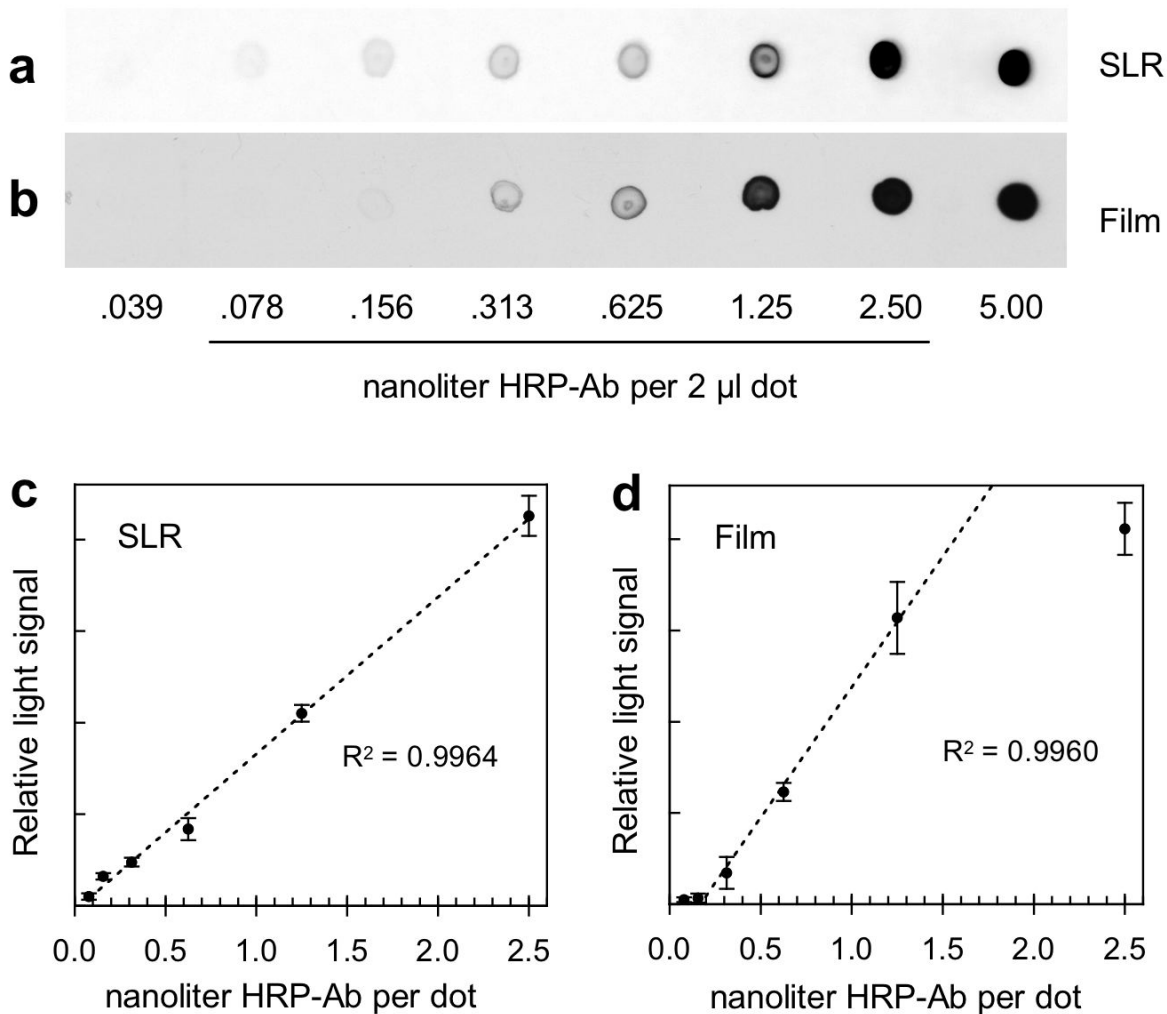 a
SLR
b
Film
.039 .078 .156 .313 .625 1.25 2.50 5.00
nanoliter HRP-Ab per 2 µl dot
c
SLR
Relative light signal
R² = 0.9964
0.0 0.5 1.0 1.5 2.0 2.5
nanoliter HRP-Ab per dot
d
Film
Relative light signal
R² = 0.9960
0.0 0.5 1.0 1.5 2.0 2.5
nanoliter HRP-Ab per dot